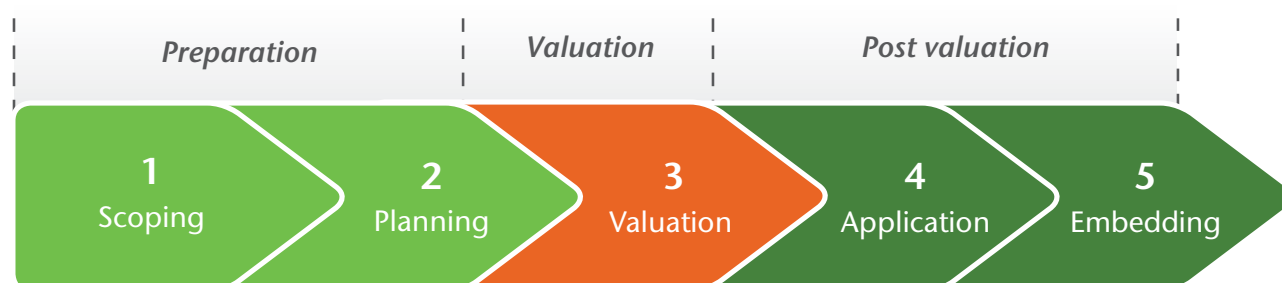 Preparation
Valuation
Post valuation
1
Scoping
2
Planning
3
Valuation
4
Application
5
Embedding